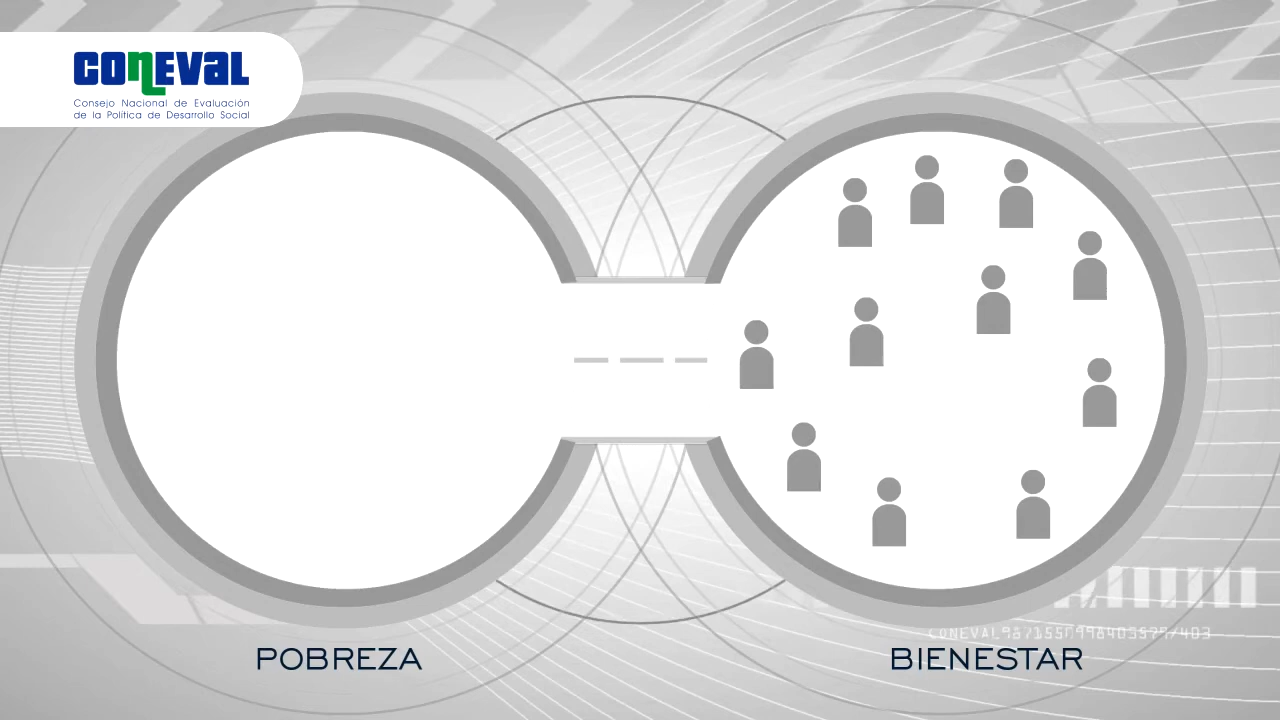 CONEVAL
Consejo Nacional de Evaluación
de la Política de Desarrollo Social
POBREZA
BIENESTAR